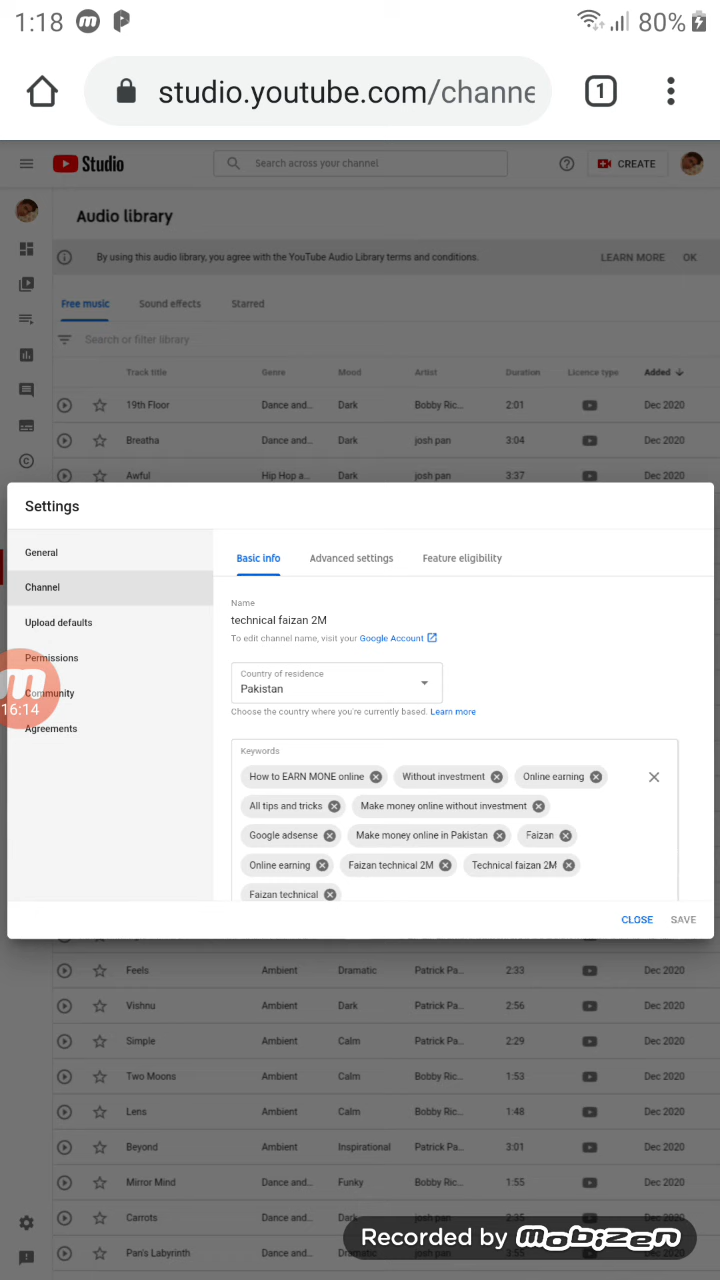 1:18 80%
studio.youtube.com/channe 1
Studio Search across your channel CREATE
Audio library
By using this audio library, you agree with the YouTube Audio Library terms and conditions. LEARN MORE OK
Free music Sound effects Starred
Search or filter library
Track title Genre Mood Artist Duration Licence type Added
19th Floor Dance and... Dark Bobby Ric... 2:01 Dec 2020
Breatha Dance and... Dark josh pan 3:04 Dec 2020
Awful Hip Hop a... Dark josh pan 3:37 Dec 2020
Settings
General
Channel
Upload defaults
Permissions
Community
Agreements
16:14
Basic info Advanced settings Feature eligibility
Name
technical faizan 2M
To edit channel name, visit your Google Account
Country of residence
Pakistan
Choose the country where you're currently based. Learn more
Keywords
How to EARN MONE online Without investment Online earning
All tips and tricks Make money online without investment
Google adsense Make money online in Pakistan Faizan
Online earning Faizan technical 2M Technical faizan 2M
Faizan technical
CLOSE SAVE
Feels Ambient Dramatic Patrick Pa... 2:33 Dec 2020
Vishnu Ambient Dark Patrick Pa... 2:56 Dec 2020
Simple Ambient Calm Patrick Pa... 2:29 Dec 2020
Two Moons Ambient Calm Bobby Ric... 1:53 Dec 2020
Lens Ambient Calm Bobby Ric... 1:48 Dec 2020
Beyond Ambient Inspirational Patrick Pa... 3:01 Dec 2020
Mirror Mind Dance and... Funky Bobby Ric... 1:55 Dec 2020
Carrots Dance and... Dark josh pan 2:35 Dec 2020
Pan's Labyrinth Dance and... Dramatic josh pan 3:55 Dec 2020
Recorded by mobizen